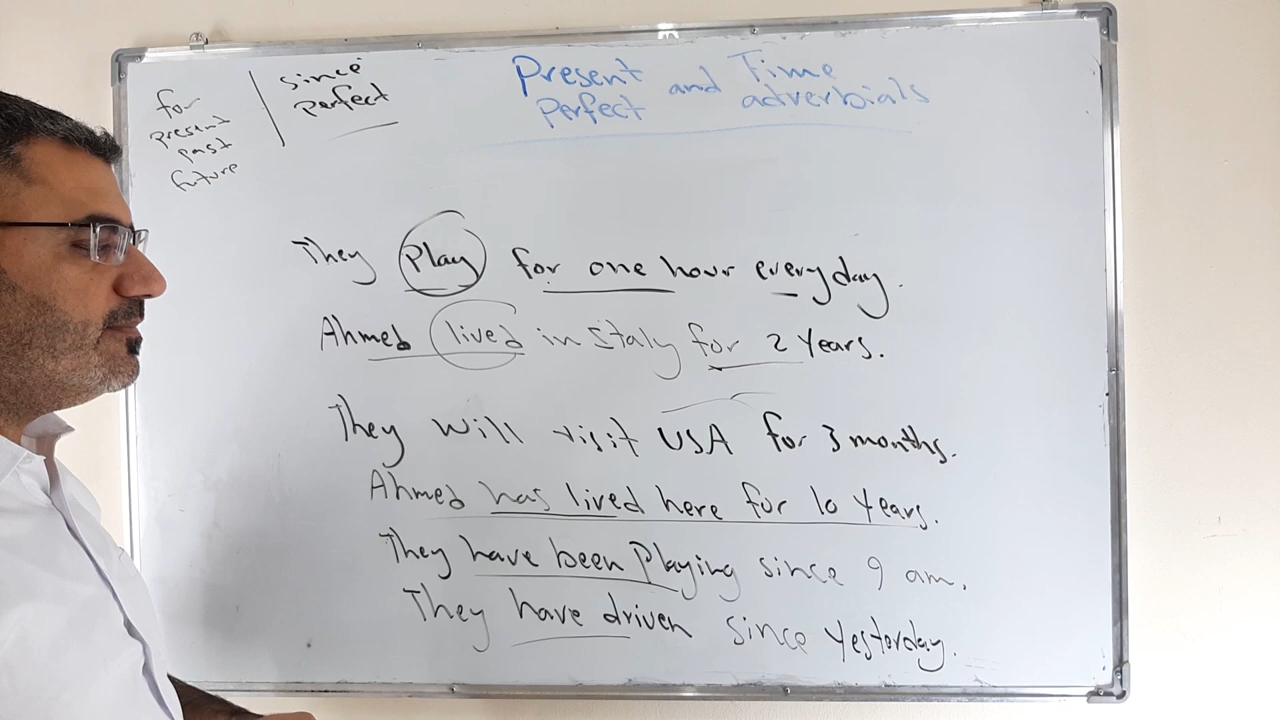 for
present
past
future
since
perfect
Present and Time
Perfect adverbials
They play for one hour everyday.
Ahmed lived in Staly for 2 years.
They will visit USA for 3 months.
Ahmed has lived here for 10 years.
They have been Playing since 9 am.
They have driven since yesterday.